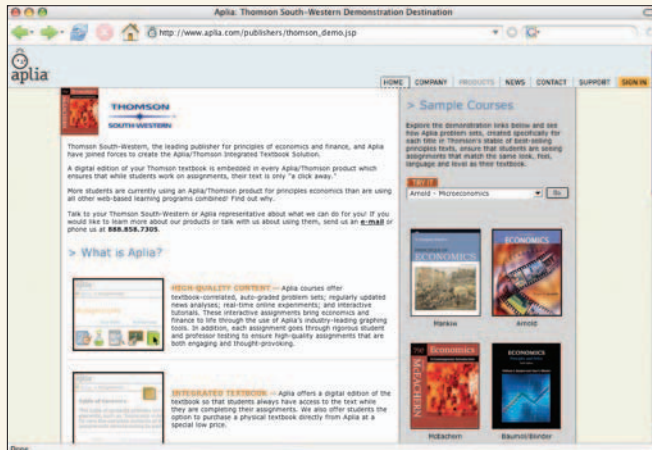 Aplia: Thomson South-Western Demonstration Destination
http://www.aplia.com/publishers/thomson_demo.jsp
aplia
HOME COMPANY PRODUCTS NEWS CONTACT SUPPORT SIGN IN
McEACHERN
THOMSON
SOUTH-WESTERN
Thomson South-Western, the leading publisher for principles of economics and finance, and Aplia
have joined forces to create the Aplia/Thomson Integrated Textbook Solution.
A digital edition of your Thomson textbook is embedded in every Aplia/Thomson product which
ensures that while students work on assignments, their text is only "a click away."
More students are currently using an Aplia/Thomson product for principles economics than are using
all other web-based learning programs combined! Find out why.
Talk to your Thomson South-Western or Aplia representative about what we can do for you! If you
would like to learn more about our products or talk with us about using them, send us an e-mail or
phone us at 888.858.7305.
> What is Aplia?
HIGH-QUALITY CONTENT — Aplia courses offer
textbook-correlated, auto-graded problem sets; regularly updated
news analyses; real-time online experiments; and interactive
tutorials. These interactive assignments bring economics and
finance to life through the use of Aplia's industry-leading graphing
tools. In addition, each assignment goes through rigorous student
and professor testing to ensure high-quality assignments that are
both engaging and thought-provoking.
INTEGRATED TEXTBOOK — Aplia offers a digital edition of the
textbook so that students always have access to the text while
they are completing their assignments. We also offer students the
option to purchase a physical textbook directly from Aplia at a
special low price.
> Sample Courses
Explore the demonstration links below and see
how Aplia problem sets, created specifically for
each title in Thomson's stable of best-selling
principles texts, ensure that students are seeing
assignments that match the same look, feel,
language and level as their textbook.
TRY IT
Arnold - Microeconomics
Go
ECONOMICS
ECONOMICS
Mankiw
Arnold
McEACHERN
Economics
ECONOMICS
McEachern
Baumol/Blinder
Done